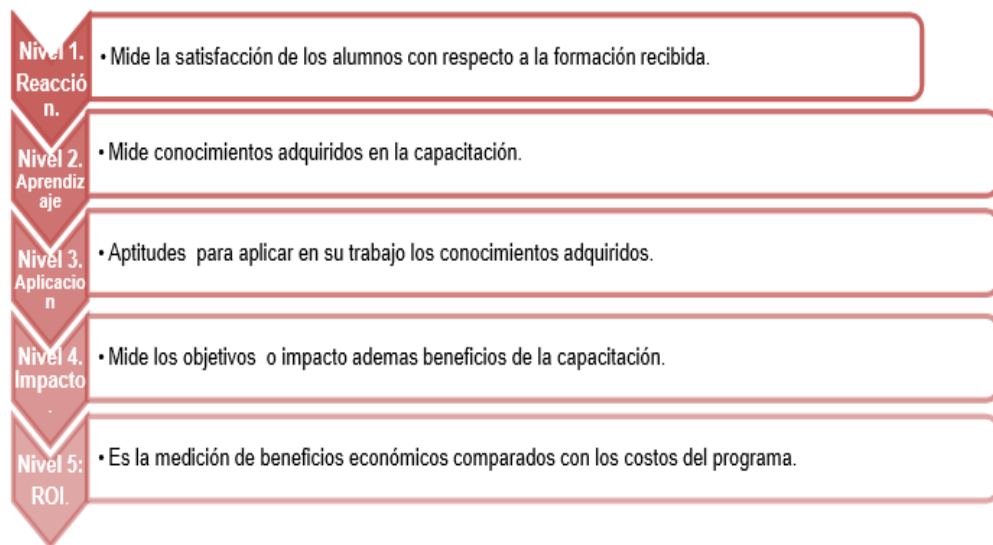 Nivel 1.
Reacció
n.
• Mide la satisfacción de los alumnos con respecto a la formación recibida.
Nivel 2.
Aprendiz
aje
• Mide conocimientos adquiridos en la capacitación.
Nivel 3.
Aplicacio
n
• Aptitudes para aplicar en su trabajo los conocimientos adquiridos.
Nivel 4.
Impacto
.
• Mide los objetivos o impacto ademas beneficios de la capacitación.
Nivel 5:
ROI.
• Es la medición de beneficios económicos comparados con los costos del programa.